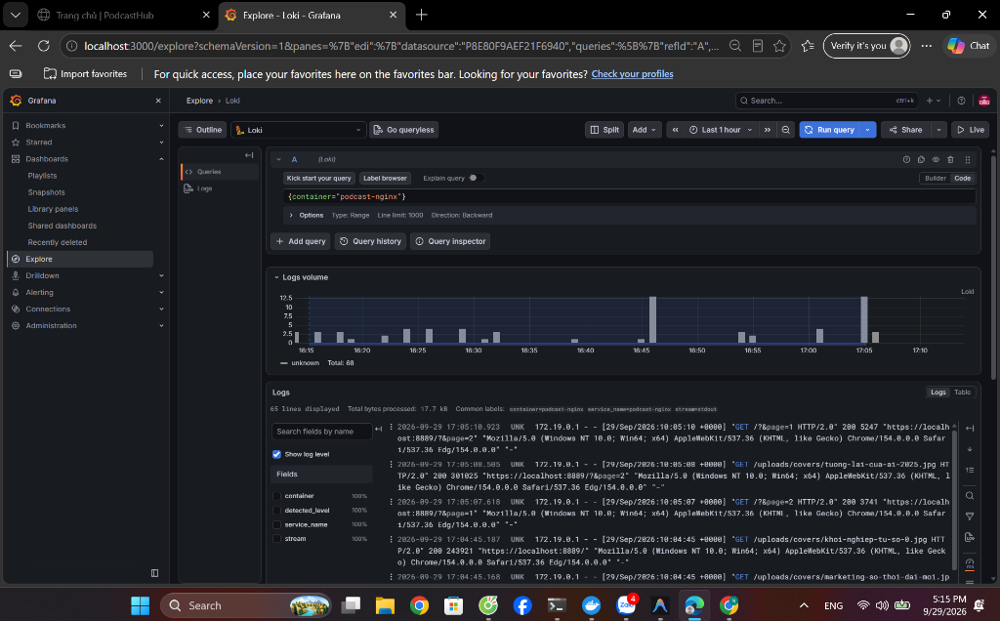 Trang chủ | PodcastHub
Explore - Loki - Grafana
localhost:3000/explore?schemaVersion=1&panes=%7B"edi":%7B"datasource":"P8E80F9AEF21F6940","queries":%5B%7B"refId":"A",...
Verify it's you
Chat
Import favorites
For quick access, place your favorites here on the favorites bar. Looking for your favorites? Check your profiles
Grafana
Explore › Loki
Search...
ctrl+k
Bookmarks
Starred
Dashboards
Playlists
Snapshots
Library panels
Shared dashboards
Recently deleted
Explore
Drilldown
Alerting
Connections
Administration
Outline
Loki
Go queryless
Split
Add
Last 1 hour
Run query
Share
Live
Queries
Logs
A (Loki)
Kick start your query
Label browser
Explain query
Builder
Code
{container="podcast-nginx"}
Options Type: Range Line limit: 1000 Direction: Backward
Add query
Query history
Query inspector
Logs volume
Loki
12.5
10
7.5
5
2.5
0
16:15 16:20 16:25 16:30 16:35 16:40 16:45 16:50 16:55 17:00 17:05 17:10
unknown Total: 68
Logs
Logs Table
65 lines displayed Total bytes processed: 17.7 kB Common labels: container=podcast-nginx service_name=podcast-nginx stream=stdout
Search fields by name
Show log level
Fields
container 100%
detected_level 100%
service_name 100%
stream 100%
2026-09-29 17:05:10.923 UNK 172.19.0.1 - - [29/Sep/2026:10:05:10 +0000] "GET /?&page=1 HTTP/2.0" 200 5247 "https://localh
ost:8889/?&page=2" "Mozilla/5.0 (Windows NT 10.0; Win64; x64) AppleWebKit/537.36 (KHTML, like Gecko) Chrome/154.0.0.0 Safar
i/537.36 Edg/154.0.0.0" "-"
2026-09-29 17:05:08.505 UNK 172.19.0.1 - - [29/Sep/2026:10:05:08 +0000] "GET /uploads/covers/tuong-lai-cua-ai-2025.jpg HT
TP/2.0" 200 301025 "https://localhost:8889/?&page=2" "Mozilla/5.0 (Windows NT 10.0; Win64; x64) AppleWebKit/537.36 (KHTML, l
ike Gecko) Chrome/154.0.0.0 Safari/537.36 Edg/154.0.0.0" "-"
2026-09-29 17:05:07.618 UNK 172.19.0.1 - - [29/Sep/2026:10:05:07 +0000] "GET /?&page=2 HTTP/2.0" 200 3741 "https://localh
ost:8889/?&page=1" "Mozilla/5.0 (Windows NT 10.0; Win64; x64) AppleWebKit/537.36 (KHTML, like Gecko) Chrome/154.0.0.0 Safar
i/537.36 Edg/154.0.0.0" "-"
2026-09-29 17:04:45.187 UNK 172.19.0.1 - - [29/Sep/2026:10:04:45 +0000] "GET /uploads/covers/khoi-nghiep-tu-so-0.jpg HTT
P/2.0" 200 243921 "https://localhost:8889/" "Mozilla/5.0 (Windows NT 10.0; Win64; x64) AppleWebKit/537.36 (KHTML, like Geck
o) Chrome/154.0.0.0 Safari/537.36 Edg/154.0.0.0" "-"
2026-09-29 17:04:45.168 UNK 172.19.0.1 - - [29/Sep/2026:10:04:45 +0000] "GET /uploads/covers/marketing-so-thoi-dai-moi.jp
Search
Zalo
4
ENG
5:15 PM
9/29/2026